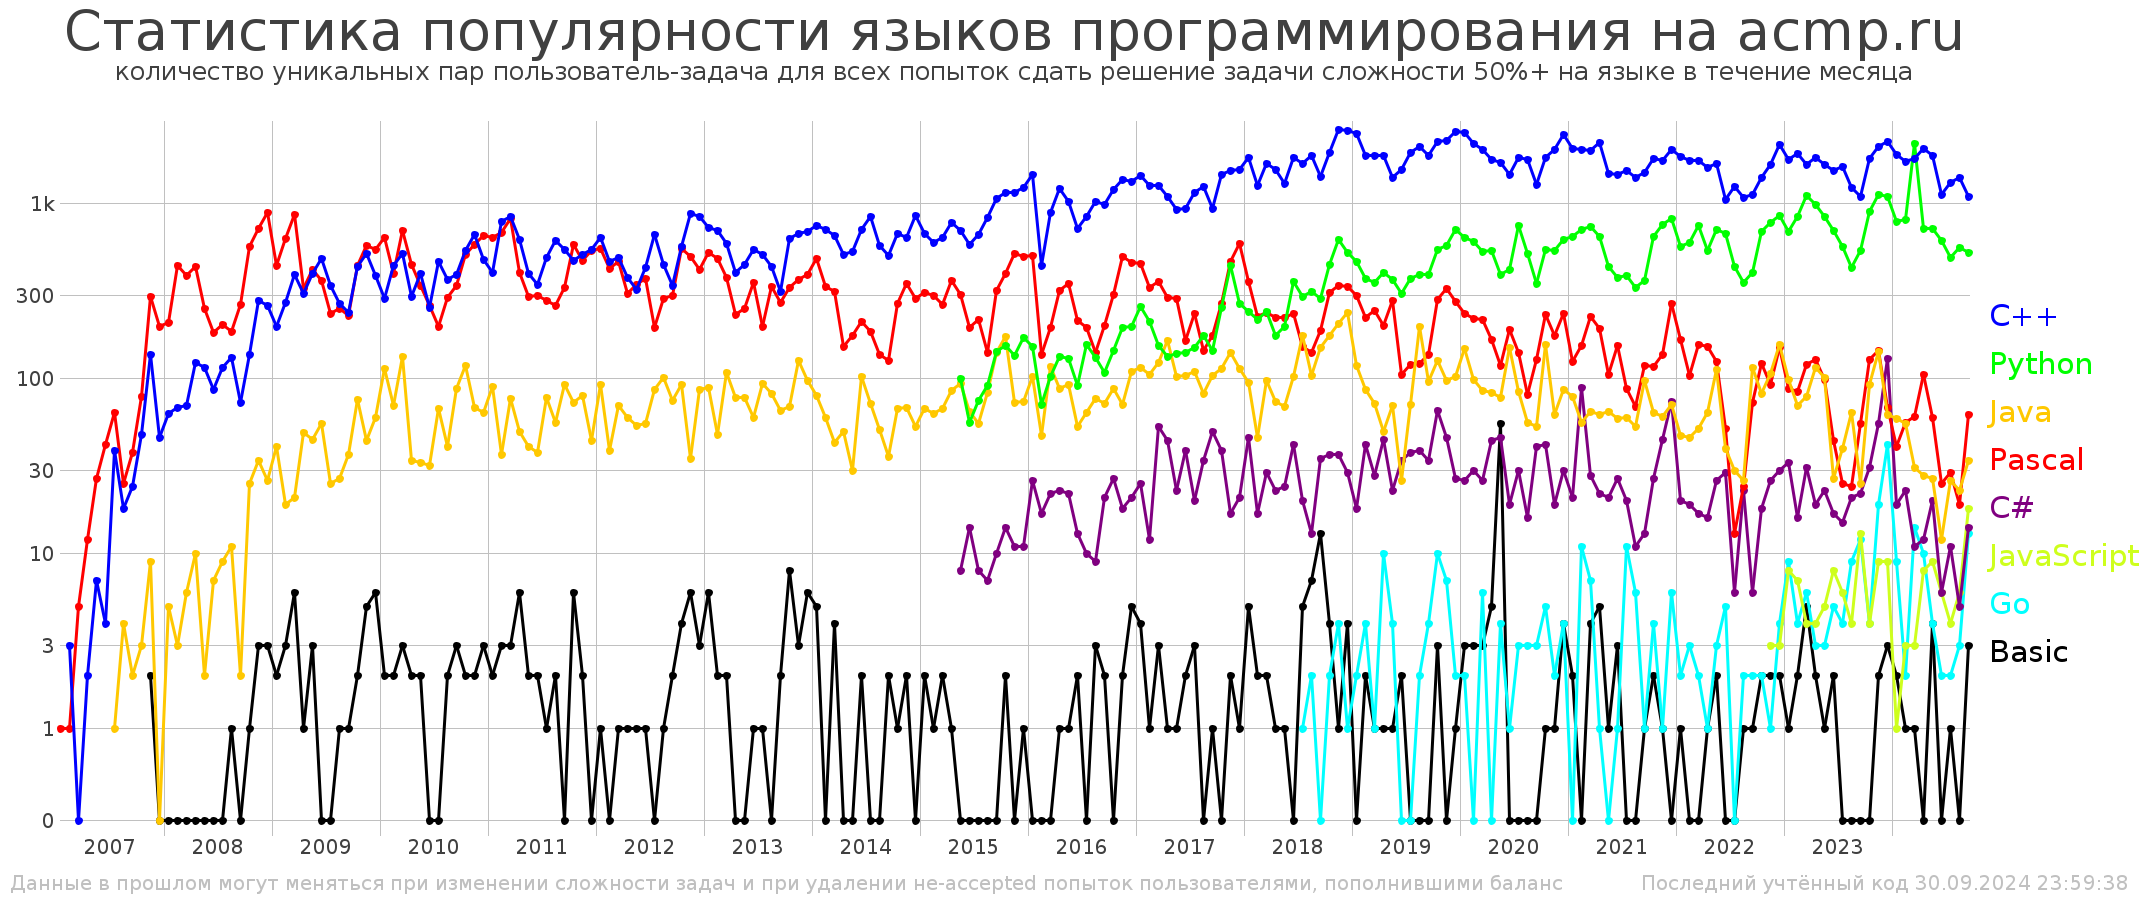 Статистика популярности языков программирования на acmp.ru
количество уникальных пар пользователь-задача для всех попыток сдать решение задачи сложности 50%+ на языке в течение месяца
1k
300
100
30
10
3
1
0
C++
Python
Java
Pascal
C#
JavaScript
Go
Basic
2007 2008 2009 2010 2011 2012 2013 2014 2015 2016 2017 2018 2019 2020 2021 2022 2023
Данные в прошлом могут меняться при изменении сложности задач и при удалении не-accepted попыток пользователями, пополнившими баланс
Последний учтённый код 30.09.2024 23:59:38